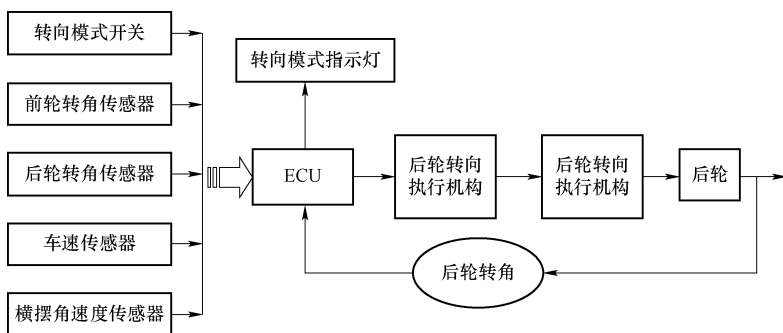 转向模式开关
前轮转角传感器
后轮转角传感器
车速传感器
横摆角速度传感器
转向模式指示灯
ECU
后轮转向
执行机构
后轮转向
执行机构
后轮
后轮转角